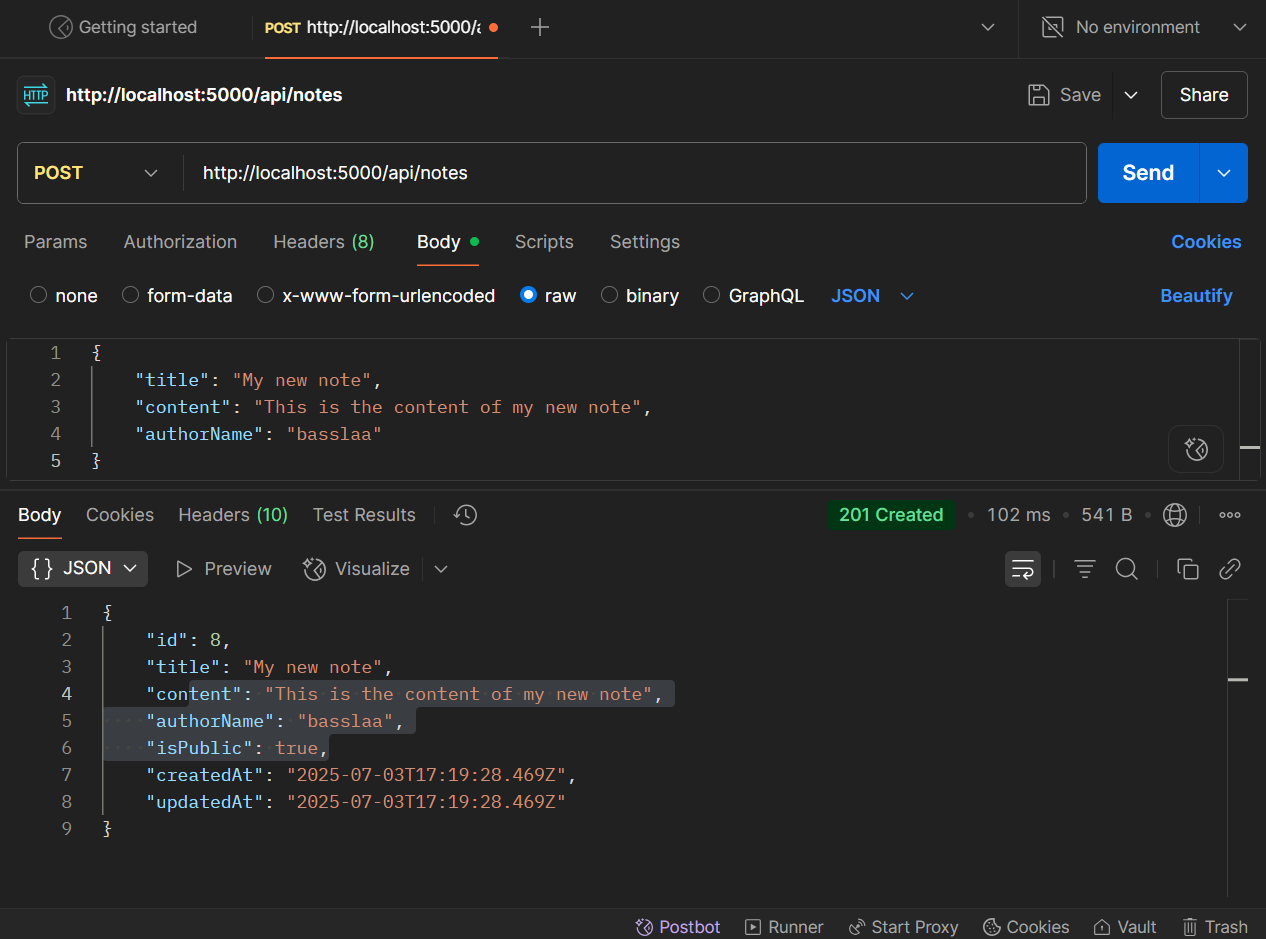 Getting started POST http://localhost:5000/a No environment
HTTP http://localhost:5000/api/notes Save Share
POST http://localhost:5000/api/notes Send
Params Authorization Headers (8) Body Scripts Settings Cookies
none form-data x-www-form-urlencoded raw binary GraphQL JSON Beautify
1 {
2 "title": "My new note",
3 "content": "This is the content of my new note",
4 "authorName": "basslaa"
5 }
Body Cookies Headers (10) Test Results 201 Created 102 ms 541 B
{} JSON Preview Visualize
1 {
2 "id": 8,
3 "title": "My new note",
4 "content": "This is the content of my new note",
5 "authorName": "basslaa",
6 "isPublic": true,
7 "createdAt": "2025-07-03T17:19:28.469Z",
8 "updatedAt": "2025-07-03T17:19:28.469Z"
9 }
Postbot Runner Start Proxy Cookies Vault Trash